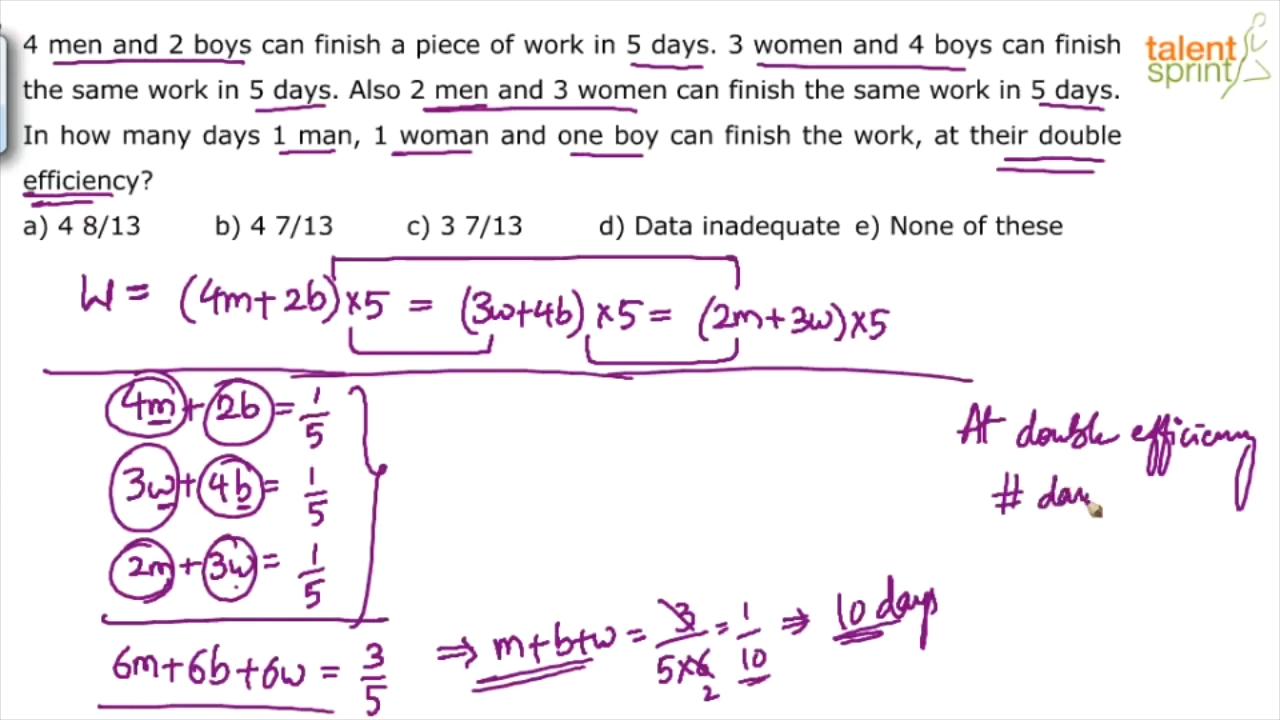 4 men and 2 boys can finish a piece of work in 5 days. 3 women and 4 boys can finish
the same work in 5 days. Also 2 men and 3 women can finish the same work in 5 days.
In how many days 1 man, 1 woman and one boy can finish the work, at their double
efficiency?
a) 4 8/13 b) 4 7/13 c) 3 7/13 d) Data inadequate e) None of these
talent
sprint
W = (4m+2b)×5 = (3w+4b)×5 = (2m+3w)×5
4m+2b = 1/5
3w+4b = 1/5
2m+3w = 1/5
6m+6b+6w = 3/5 ⇒ m+b+w = 3/5×6 2 = 1/10 ⇒ 10 days
At double efficiency
# day